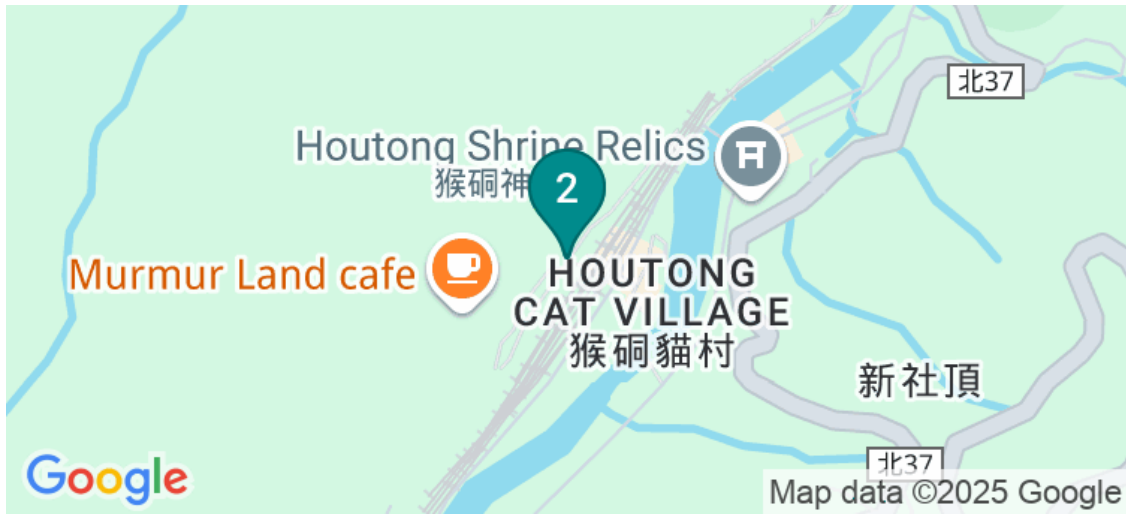 北37
Houtong Shrine Relics
猴硐神
2
Murmur Land cafe
HOUTONG
CAT VILLAGE
猴硐貓村
新社頂
北37
Google
Map data ©2025 Google